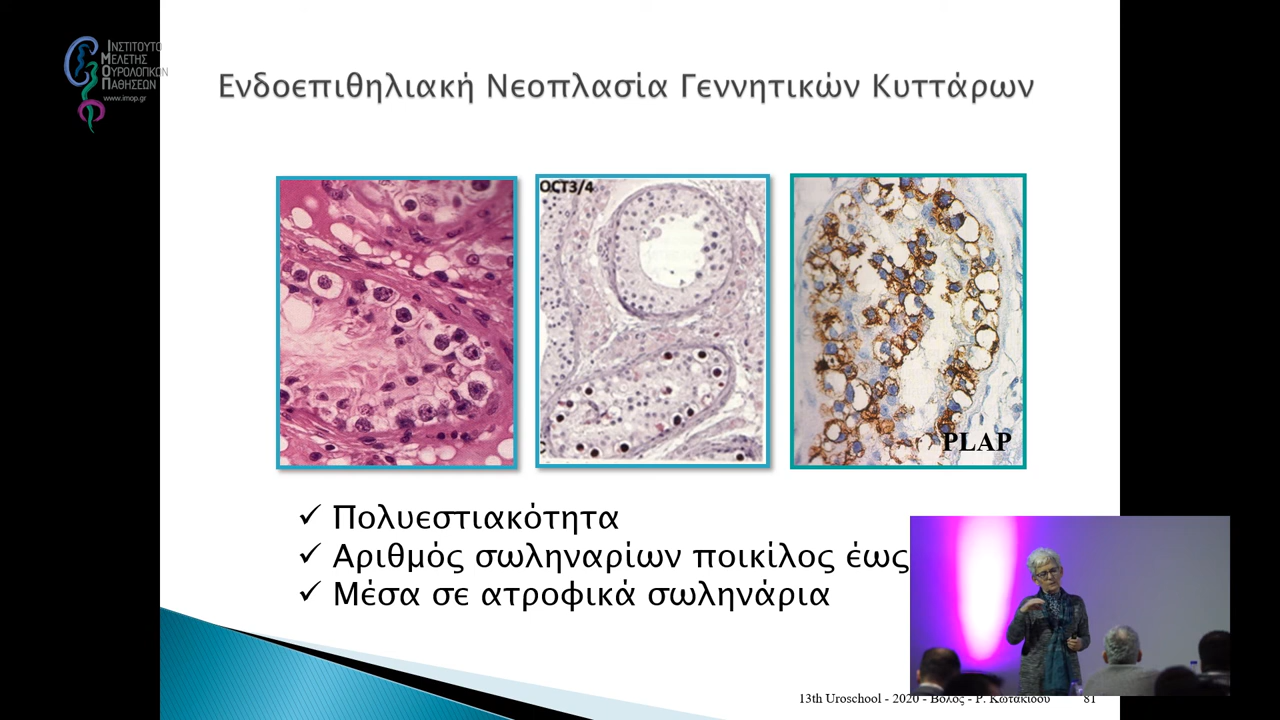 ΙΝΣΤΙΤΟΥΤΟ
ΜΕΛΕΤΗΣ
ΟΥΡΟΛΟΓΙΚΩΝ
ΠΑΘΗΣΕΩΝ
www.imop.gr
Ενδοεπιθηλιακή Νεοπλασία Γεννητικών Κυττάρων
OCT3/4
PLAP
✓ Πολυεστιακότητα
✓ Αριθμός σωληναρίων ποικίλος έως
✓ Μέσα σε ατροφικά σωληνάρια
13th Uroschool - 2020 - Βόλος - Ρ. Κωτακίδου 81